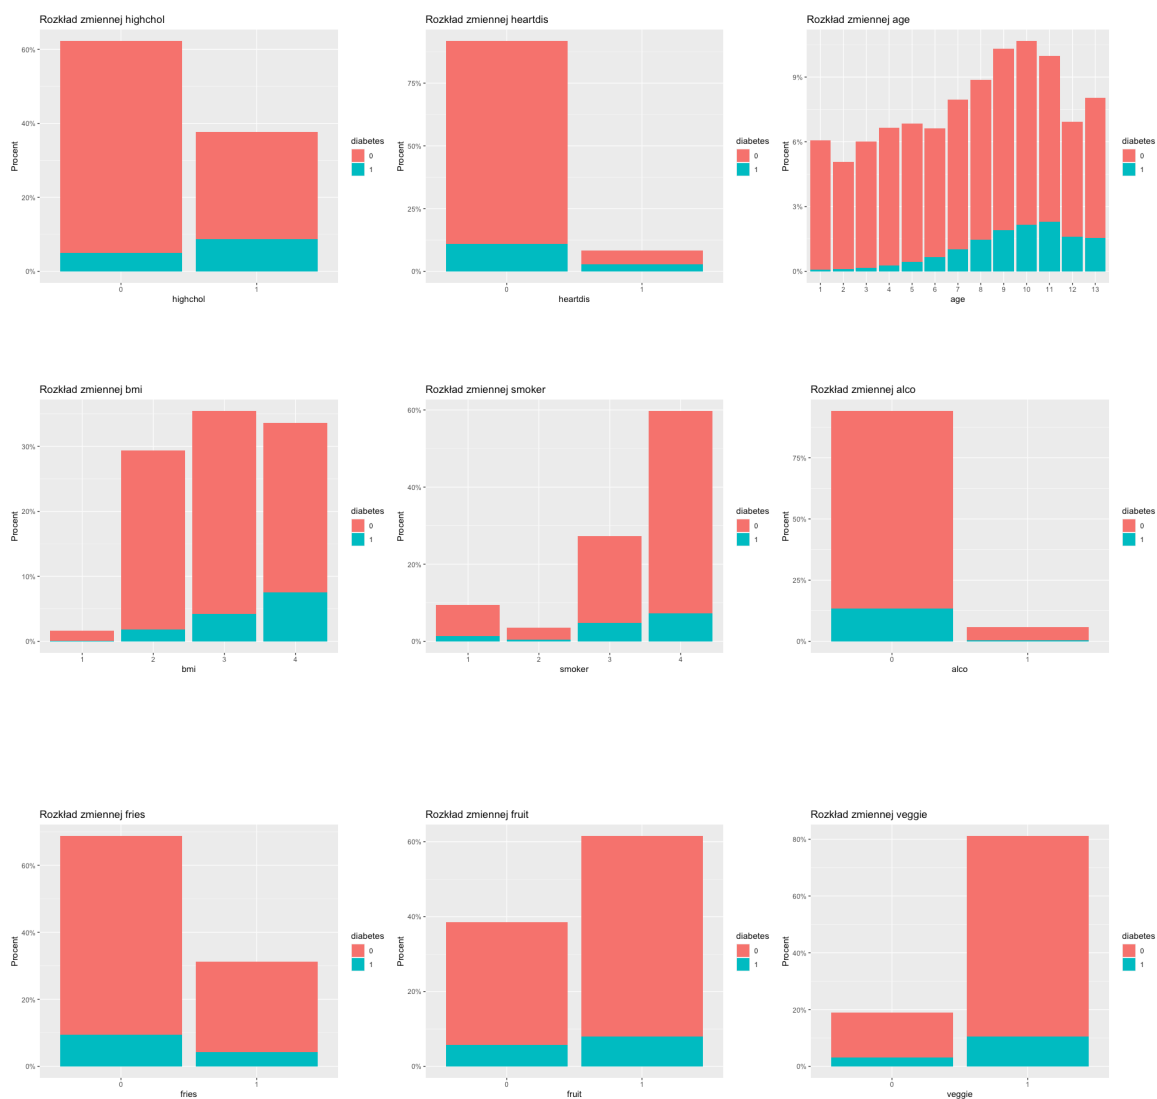 Rozkład zmiennej highchol
60%
40%
20%
0%
Procent
0 1
highchol
diabetes
0
1
Rozkład zmiennej heartdis
75%
50%
25%
0%
Procent
0 1
heartdis
diabetes
0
1
Rozkład zmiennej age
9%
6%
3%
0%
Procent
1 2 3 4 5 6 7 8 9 10 11 12 13
age
diabetes
0
1
Rozkład zmiennej bmi
30%
20%
10%
0%
Procent
1 2 3 4
bmi
diabetes
0
1
Rozkład zmiennej smoker
60%
40%
20%
0%
Procent
1 2 3 4
smoker
diabetes
0
1
Rozkład zmiennej alco
75%
50%
25%
0%
Procent
0 1
alco
diabetes
0
1
Rozkład zmiennej fries
60%
40%
20%
0%
Procent
0 1
fries
diabetes
0
1
Rozkład zmiennej fruit
60%
40%
20%
0%
Procent
0 1
fruit
diabetes
0
1
Rozkład zmiennej veggie
80%
60%
40%
20%
0%
Procent
0 1
veggie
diabetes
0
1